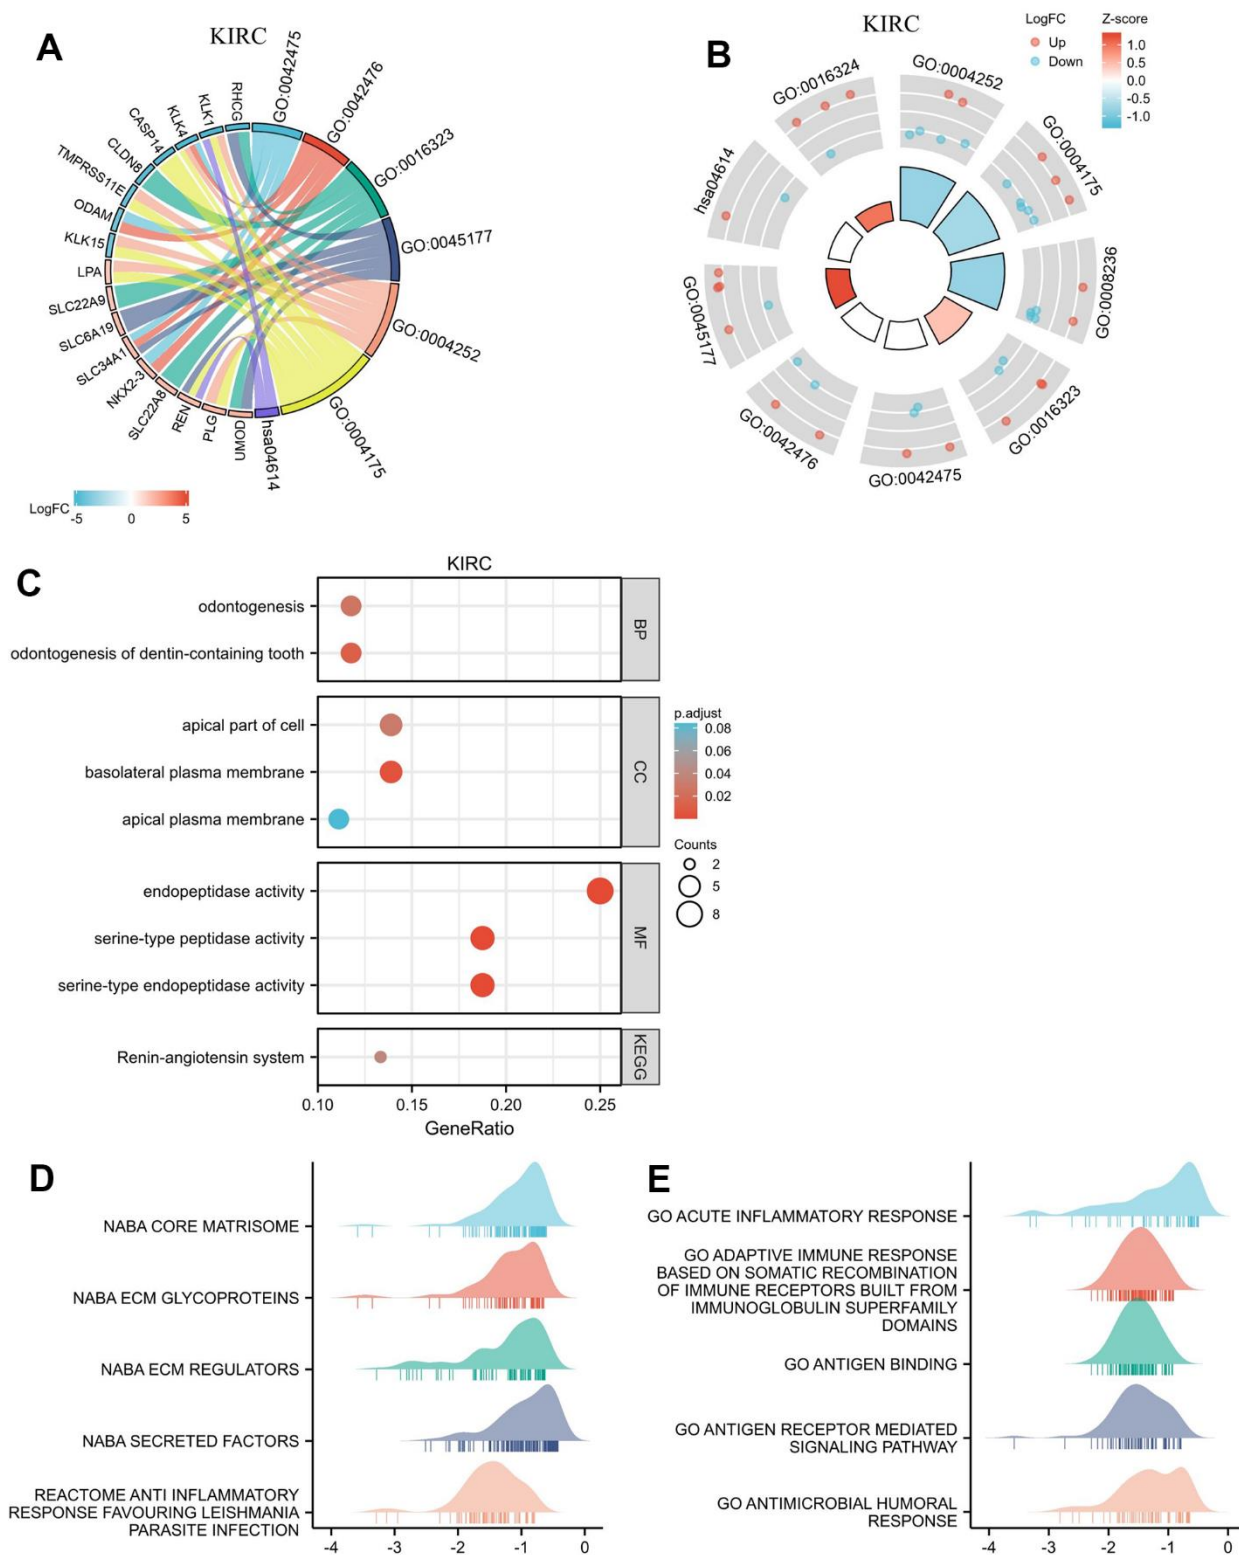 A
KIRC
RHCG
KLK1
KLK4
CASP14
CLDN8
TMPRSS11E
ODAM
KLK15
LPA
SLC22A9
SLC6A19
SLC34A1
NKX2-3
SLC22A8
REN
PLG
UMOD
GO:0042475
GO:0042476
GO:0016323
GO:0045177
GO:0004252
GO:0004175
hsa04614
LogFC
-5
0
5
B
KIRC
LogFC
Up
Down
Z-score
1.0
0.5
0.0
-0.5
-1.0
GO:0016324
GO:0004252
GO:0004175
GO:0008236
GO:0016323
GO:0042475
GO:0042476
GO:0045177
hsa04614
C
KIRC
odontogenesis
odontogenesis of dentin-containing tooth
BP
apical part of cell
basolateral plasma membrane
apical plasma membrane
CC
endopeptidase activity
serine-type peptidase activity
serine-type endopeptidase activity
MF
Renin-angiotensin system
KEGG
0.10
0.15
0.20
0.25
GeneRatio
p.adjust
0.08
0.06
0.04
0.02
Counts
2
5
8
D
NABA CORE MATRISOME
NABA ECM GLYCOPROTEINS
NABA ECM REGULATORS
NABA SECRETED FACTORS
REACTOME ANTI INFLAMMATORY
RESPONSE FAVOURING LEISHMANIA
PARASITE INFECTION
-4
-3
-2
-1
0
E
GO ACUTE INFLAMMATORY RESPONSE
GO ADAPTIVE IMMUNE RESPONSE
BASED ON SOMATIC RECOMBINATION
OF IMMUNE RECEPTORS BUILT FROM
IMMUNOGLOBULIN SUPERFAMILY
DOMAINS
GO ANTIGEN BINDING
GO ANTIGEN RECEPTOR MEDIATED
SIGNALING PATHWAY
GO ANTIMICROBIAL HUMORAL
RESPONSE
-4
-3
-2
-1
0